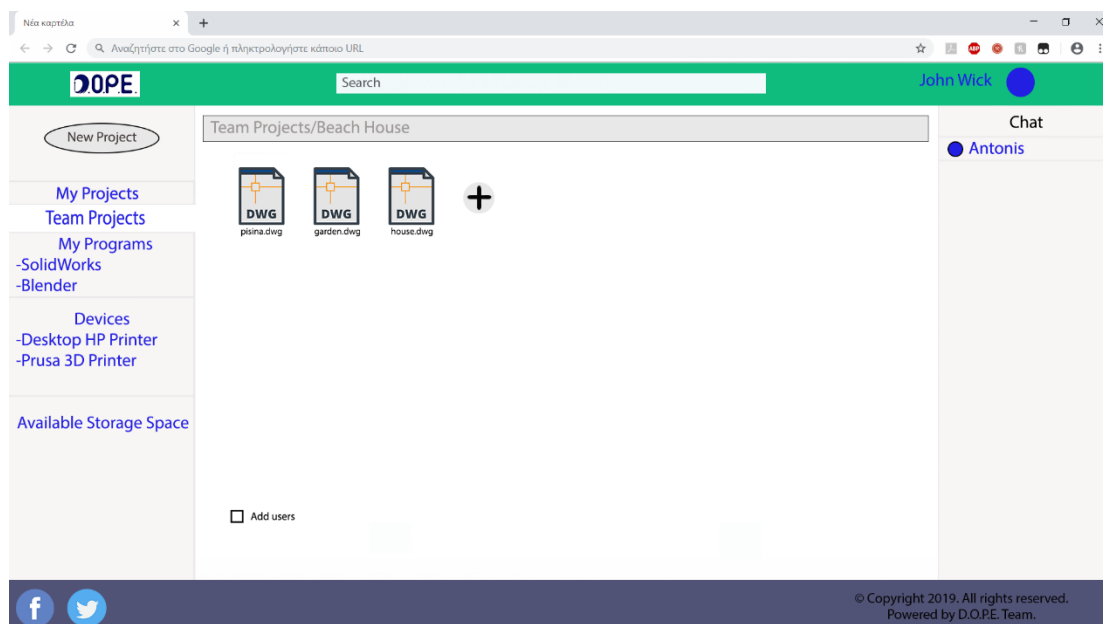 Νέα καρτέλα
Αναζητήστε στο Google ή πληκτρολογήστε κάποιο URL
ABP
D.O.P.E.
Search
John Wick
New Project
Team Projects/Beach House
Chat
Antonis
My Projects
Team Projects
My Programs
-SolidWorks
-Blender
DWG
DWG
DWG
pisina.dwg
garden.dwg
house.dwg
Devices
-Desktop HP Printer
-Prusa 3D Printer
Available Storage Space
Add users
© Copyright 2019. All rights reserved.
Powered by D.O.P.E. Team.